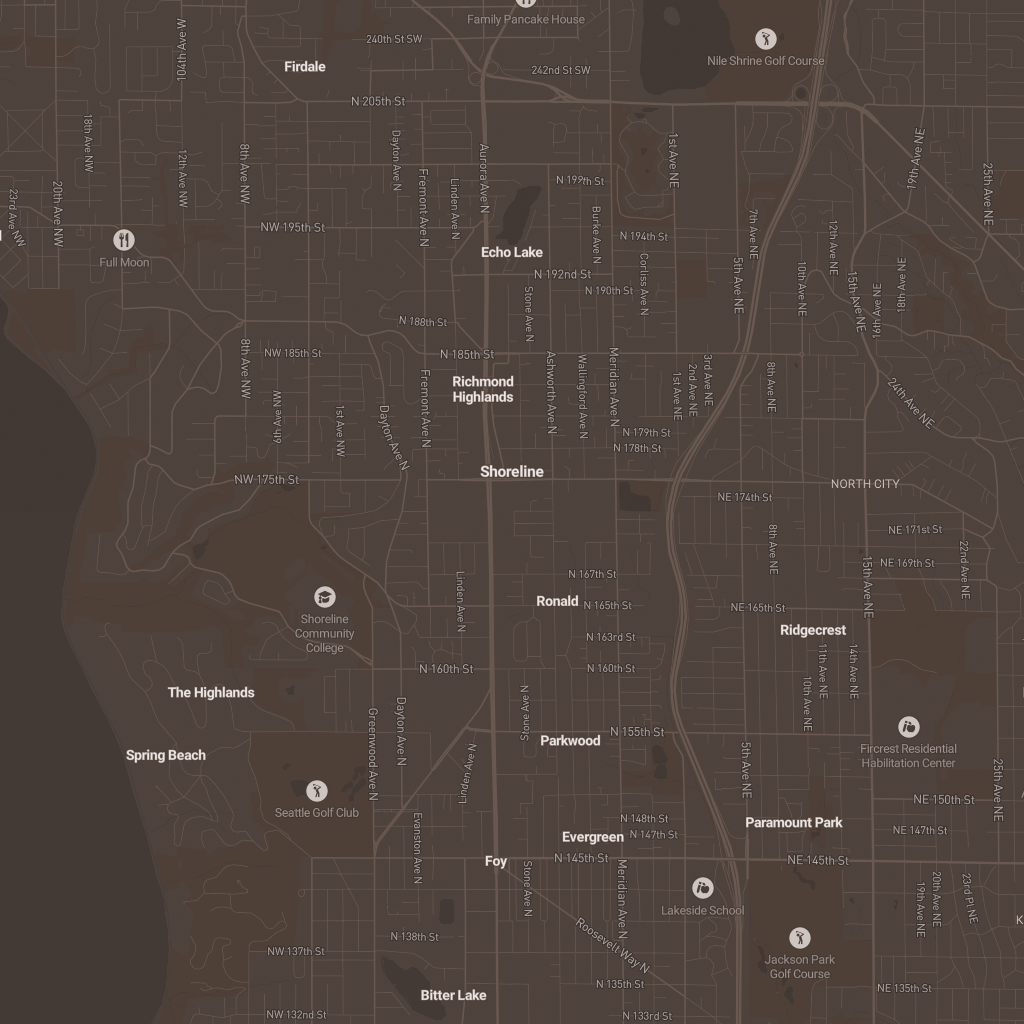 Family Pancake House
104th Ave W
240th St SW
Firdale
242nd St SW
Nile Shrine Golf Course
N 205th St
18th Ave NW
12th Ave NW
8th Ave NW
Dayton Ave N
Aurora Ave N
1st Ave NE
19th Ave NE
25th Ave NE
20th Ave NW
23rd Ave NW
Fremont Ave N
Linden Ave N
N 199th St
Burke Ave N
7th Ave NE
12th Ave NE
NW 195th St
N 194th St
Full Moon
Echo Lake
N 192nd St
Corliss Ave N
5th Ave NE
10th Ave NE
15th Ave NE
18th Ave NE
16th Ave NE
N 190th St
Stone Ave N
N 188th St
NW 185th St
N 185th St
8th Ave NW
6th Ave NW
1st Ave NW
Dayton Ave N
Fremont Ave N
Richmond
Highlands
Ashworth Ave N
Wallingford Ave N
Meridian Ave N
1st Ave NE
2nd Ave NE
3rd Ave NE
8th Ave NE
24th Ave NE
N 179th St
N 178th St
Shoreline
NW 175th St
NORTH CITY
NE 174th St
8th Ave NE
NE 171st St
22nd Ave NE
NE 169th St
15th Ave NE
N 167th St
Linden Ave N
Ronald
N 165th St
NE 165th St
Shoreline
Community
College
N 163rd St
Ridgecrest
11th Ave NE
14th Ave NE
N 160th St
N 160th St
10th Ave NE
The Highlands
Greenwood Ave N
Dayton Ave N
Stone Ave N
Spring Beach
Parkwood
N 155th St
Fircrest Residential
Habilitation Center
Linden Ave N
5th Ave NE
25th Ave NE
Seattle Golf Club
NE 150th St
Evanston Ave N
N 148th St
Paramount Park
Evergreen
N 147th St
NE 147th St
Foy
N 145th St
NE 145th St
Stone Ave N
Meridian Ave N
Lakeside School
19th Ave NE
20th Ave NE
23rd Pl NE
Roosevelt Way N
N 138th St
NW 137th St
Jackson Park
Golf Course
N 135th St
NE 135th St
Bitter Lake
NW 132nd St
N 133rd St